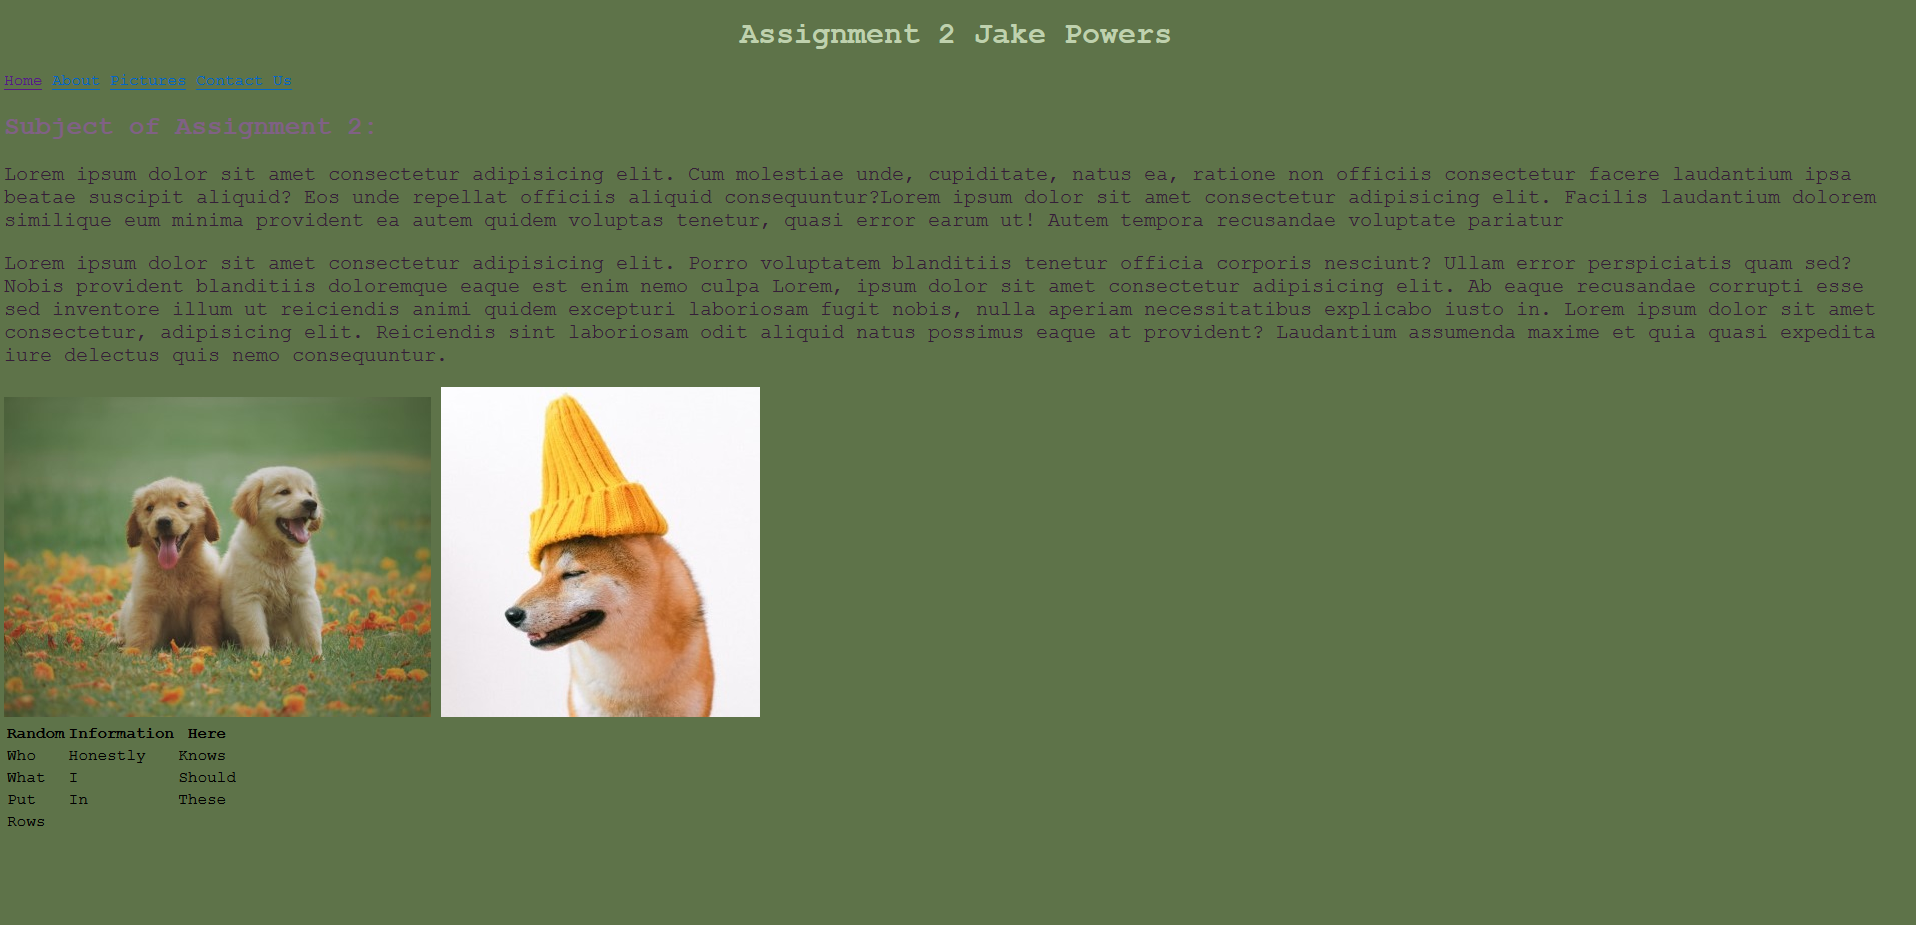 Assignment 2 Jake Powers
Home About Pictures Contact Us
Subject of Assignment 2:
Lorem ipsum dolor sit amet consectetur adipisicing elit. Cum molestiae unde, cupiditate, natus ea, ratione non officiis consectetur facere laudantium ipsa
beatae suscipit aliquid? Eos unde repellat officiis aliquid consequuntur?Lorem ipsum dolor sit amet consectetur adipisicing elit. Facilis laudantium dolorem
similique eum minima provident ea autem quidem voluptas tenetur, quasi error earum ut! Autem tempora recusandae voluptate pariatur
Lorem ipsum dolor sit amet consectetur adipisicing elit. Porro voluptatem blanditiis tenetur officia corporis nesciunt? Ullam error perspiciatis quam sed?
Nobis provident blanditiis doloremque eaque est enim nemo culpa Lorem, ipsum dolor sit amet consectetur adipisicing elit. Ab eaque recusandae corrupti esse
sed inventore illum ut reiciendis animi quidem excepturi laboriosam fugit nobis, nulla aperiam necessitatibus explicabo iusto in. Lorem ipsum dolor sit amet
consectetur, adipisicing elit. Reiciendis sint laboriosam odit aliquid natus possimus eaque at provident? Laudantium assumenda maxime et quia quasi expedita
iure delectus quis nemo consequuntur.
Random Information Here
Who Honestly Knows
What I Should
Put In These
Rows